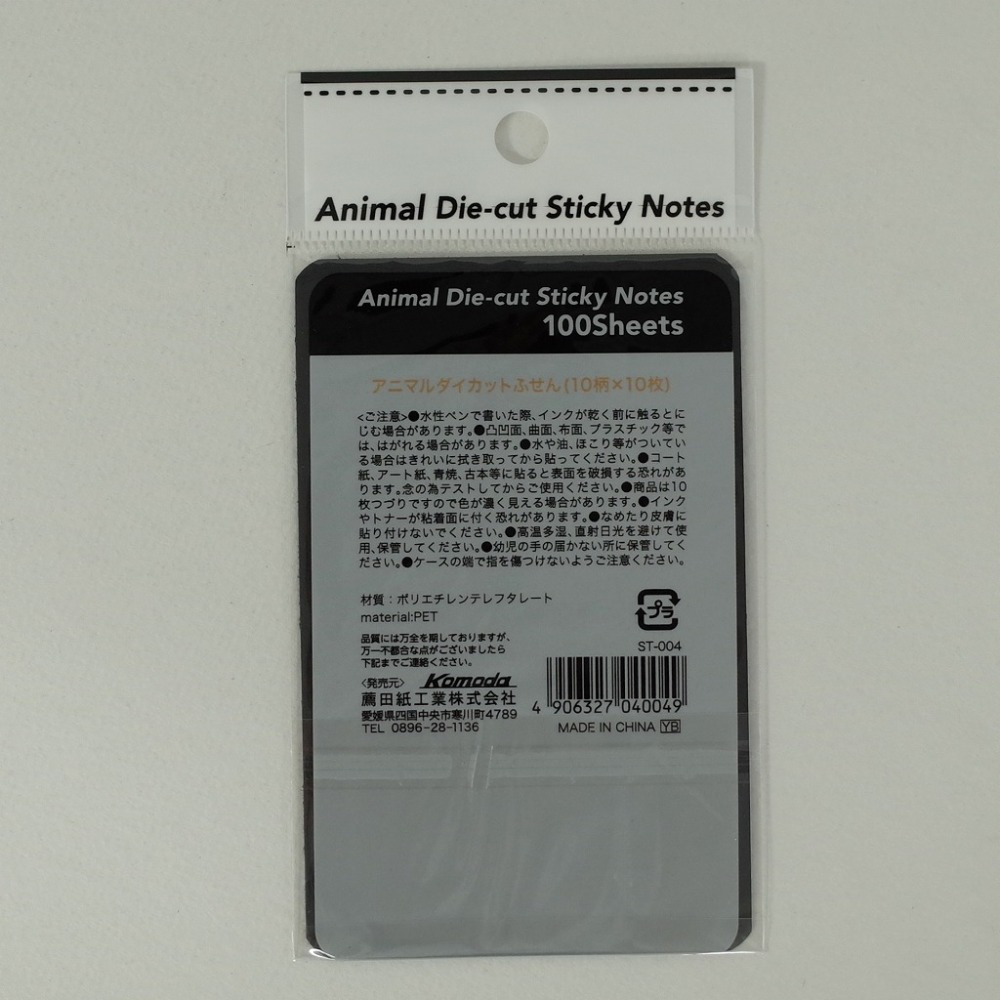 Animal Die-cut Sticky Notes
Animal Die-cut Sticky Notes
100Sheets
アニマルダイカットふせん(10柄×10枚)
<ご注意>●水性ペンで書いた際、インクが乾く前に触るとに
じむ場合があります。●凸凹面、曲面、布面、プラスチック等で
は、はがれる場合があります。●水や油、ほこり等がついてい
る場合はきれいに拭き取ってから貼ってください。●コート
紙、アート紙、青焼、古本等に貼ると表面を破損する恐れがあ
ります。念の為テストしてからご使用ください。●商品は10
枚つづりですので色が濃く見える場合があります。●インク
やトナーが粘着面に付く恐れがあります。●なめたり皮膚に
貼り付けないでください。●高温多湿、直射日光を避けて使
用、保管してください。●幼児の手の届かない所に保管してく
ださい。●ケースの端で指を傷つけないようご注意ください。
材質：ポリエチレンテレフタレート
material:PET
プラ
品質には万全を期しておりますが、
万一不都合な点がございましたら
下記までご連絡ください。
ST-004
<発売元> Komoda
薦田紙工業株式会社
愛媛県四国中央市寒川町4789
TEL 0896-28-1136
4 906327 040049
MADE IN CHINA YB